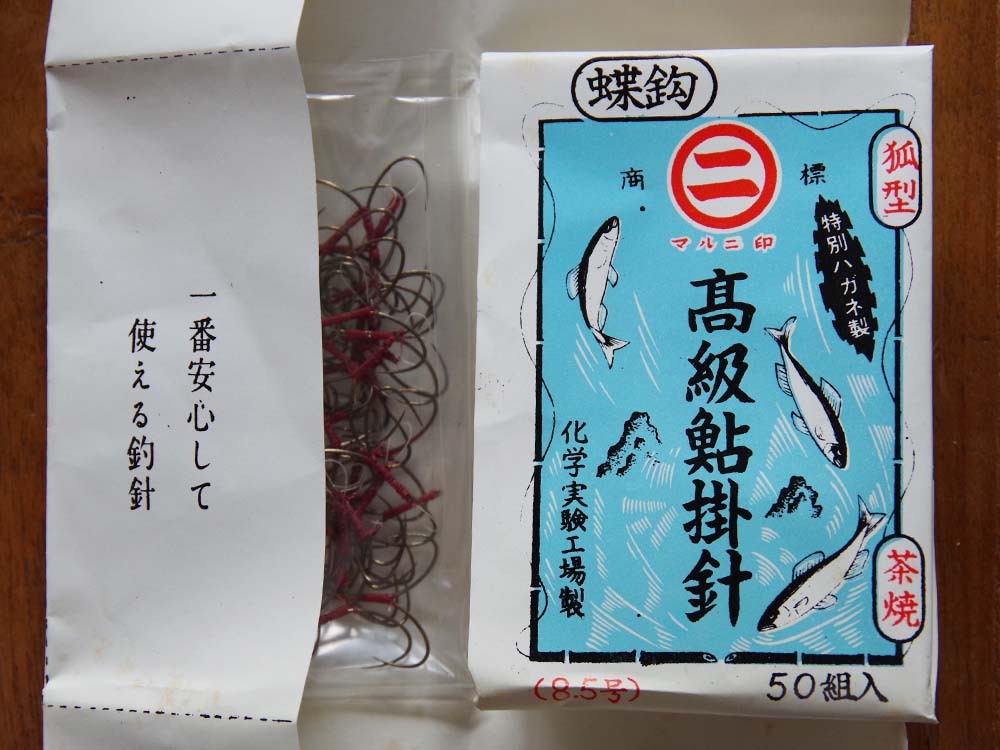 一番安心して
使える釣針
蝶鈎
狐型
商
二
標
マルニ印
特別ハガネ製
高級鮎掛針
化学実験工場製
茶焼
(8.5号)
50組入